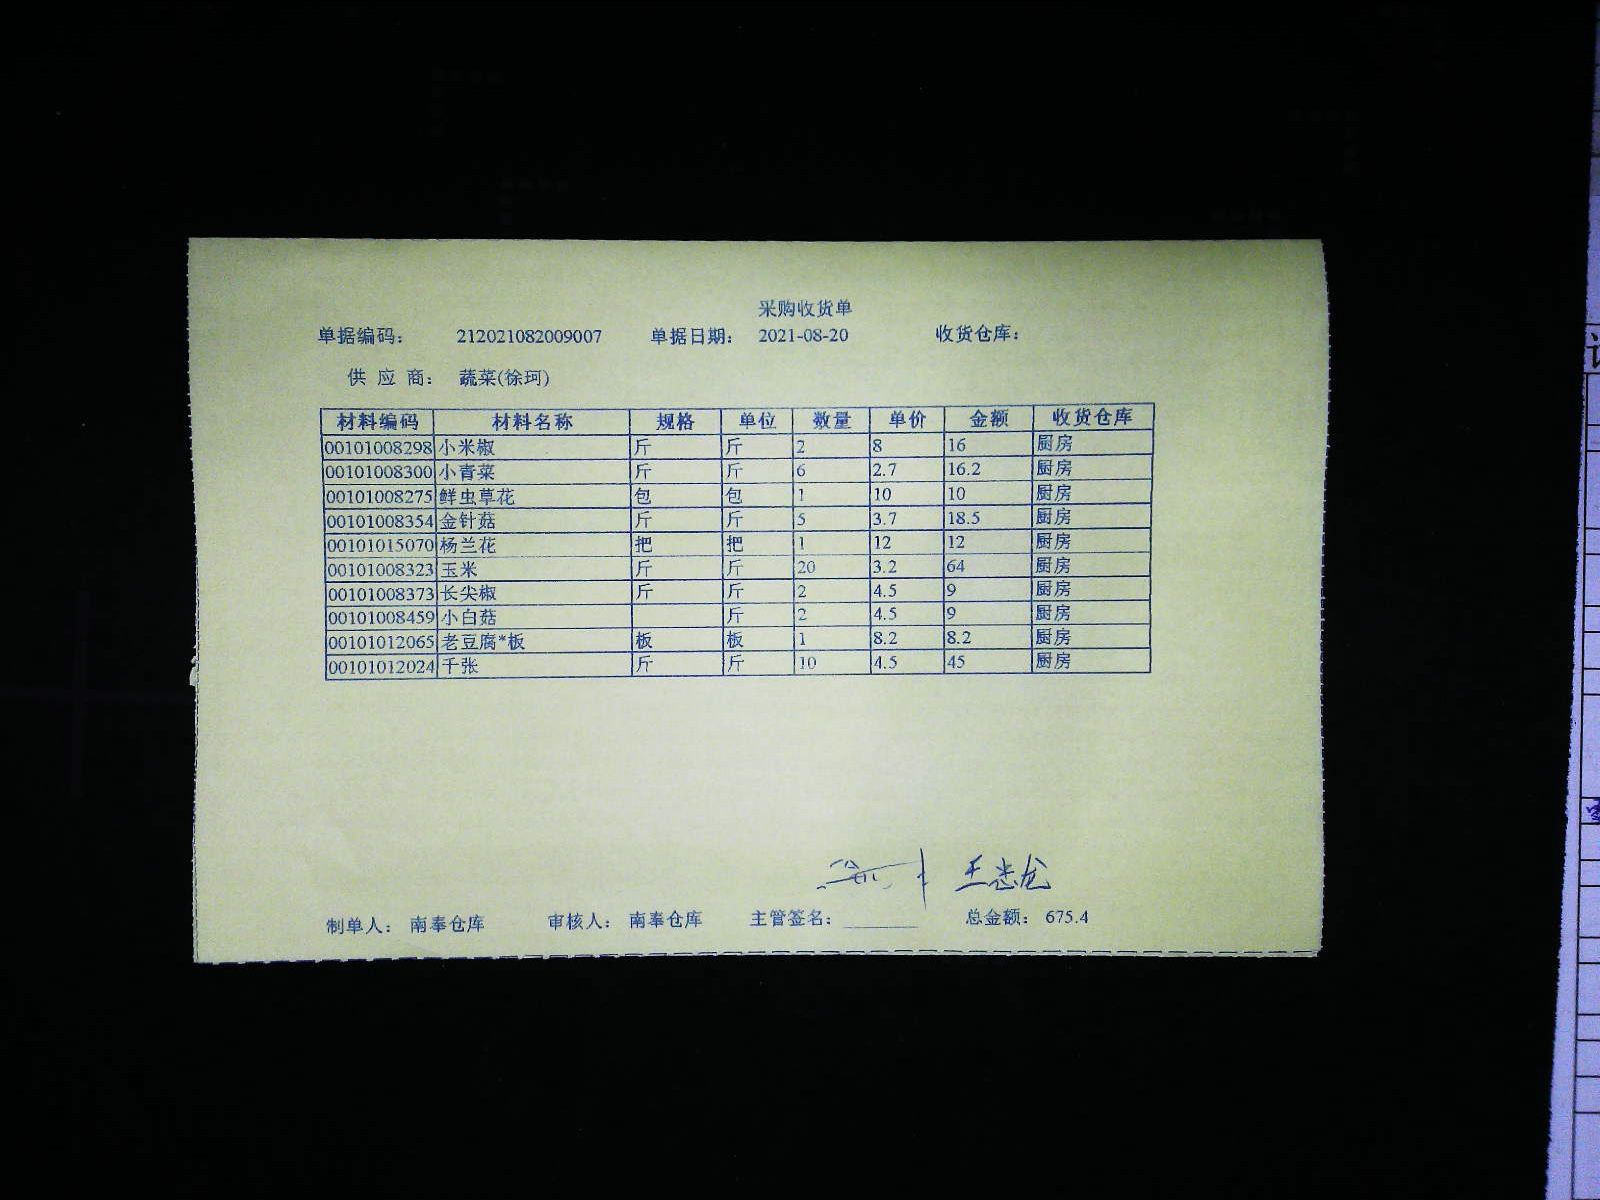 采购收货单
单据编码： 212021082009007 单据日期： 2021-08-20 收货仓库：
供 应 商： 蔬菜(徐珂)
材料编码 材料名称 规格 单位 数量 单价 金额 收货仓库
00101008298 小米椒 斤 斤 2 8 16 厨房
00101008300 小青菜 斤 斤 6 2.7 16.2 厨房
00101008275 鲜虫草花 包 包 1 10 10 厨房
00101008354 金针菇 斤 斤 5 3.7 18.5 厨房
00101015070 杨兰花 把 把 1 12 12 厨房
00101008323 玉米 斤 斤 20 3.2 64 厨房
00101008373 长尖椒 斤 斤 2 4.5 9 厨房
00101008459 小白菇 斤 2 4.5 9 厨房
00101012065 老豆腐*板 板 板 1 8.2 8.2 厨房
00101012024 千张 斤 斤 10 4.5 45 厨房
王志龙
制单人： 南奉仓库 审核人： 南奉仓库 主管签名：________ 总金额： 675.4